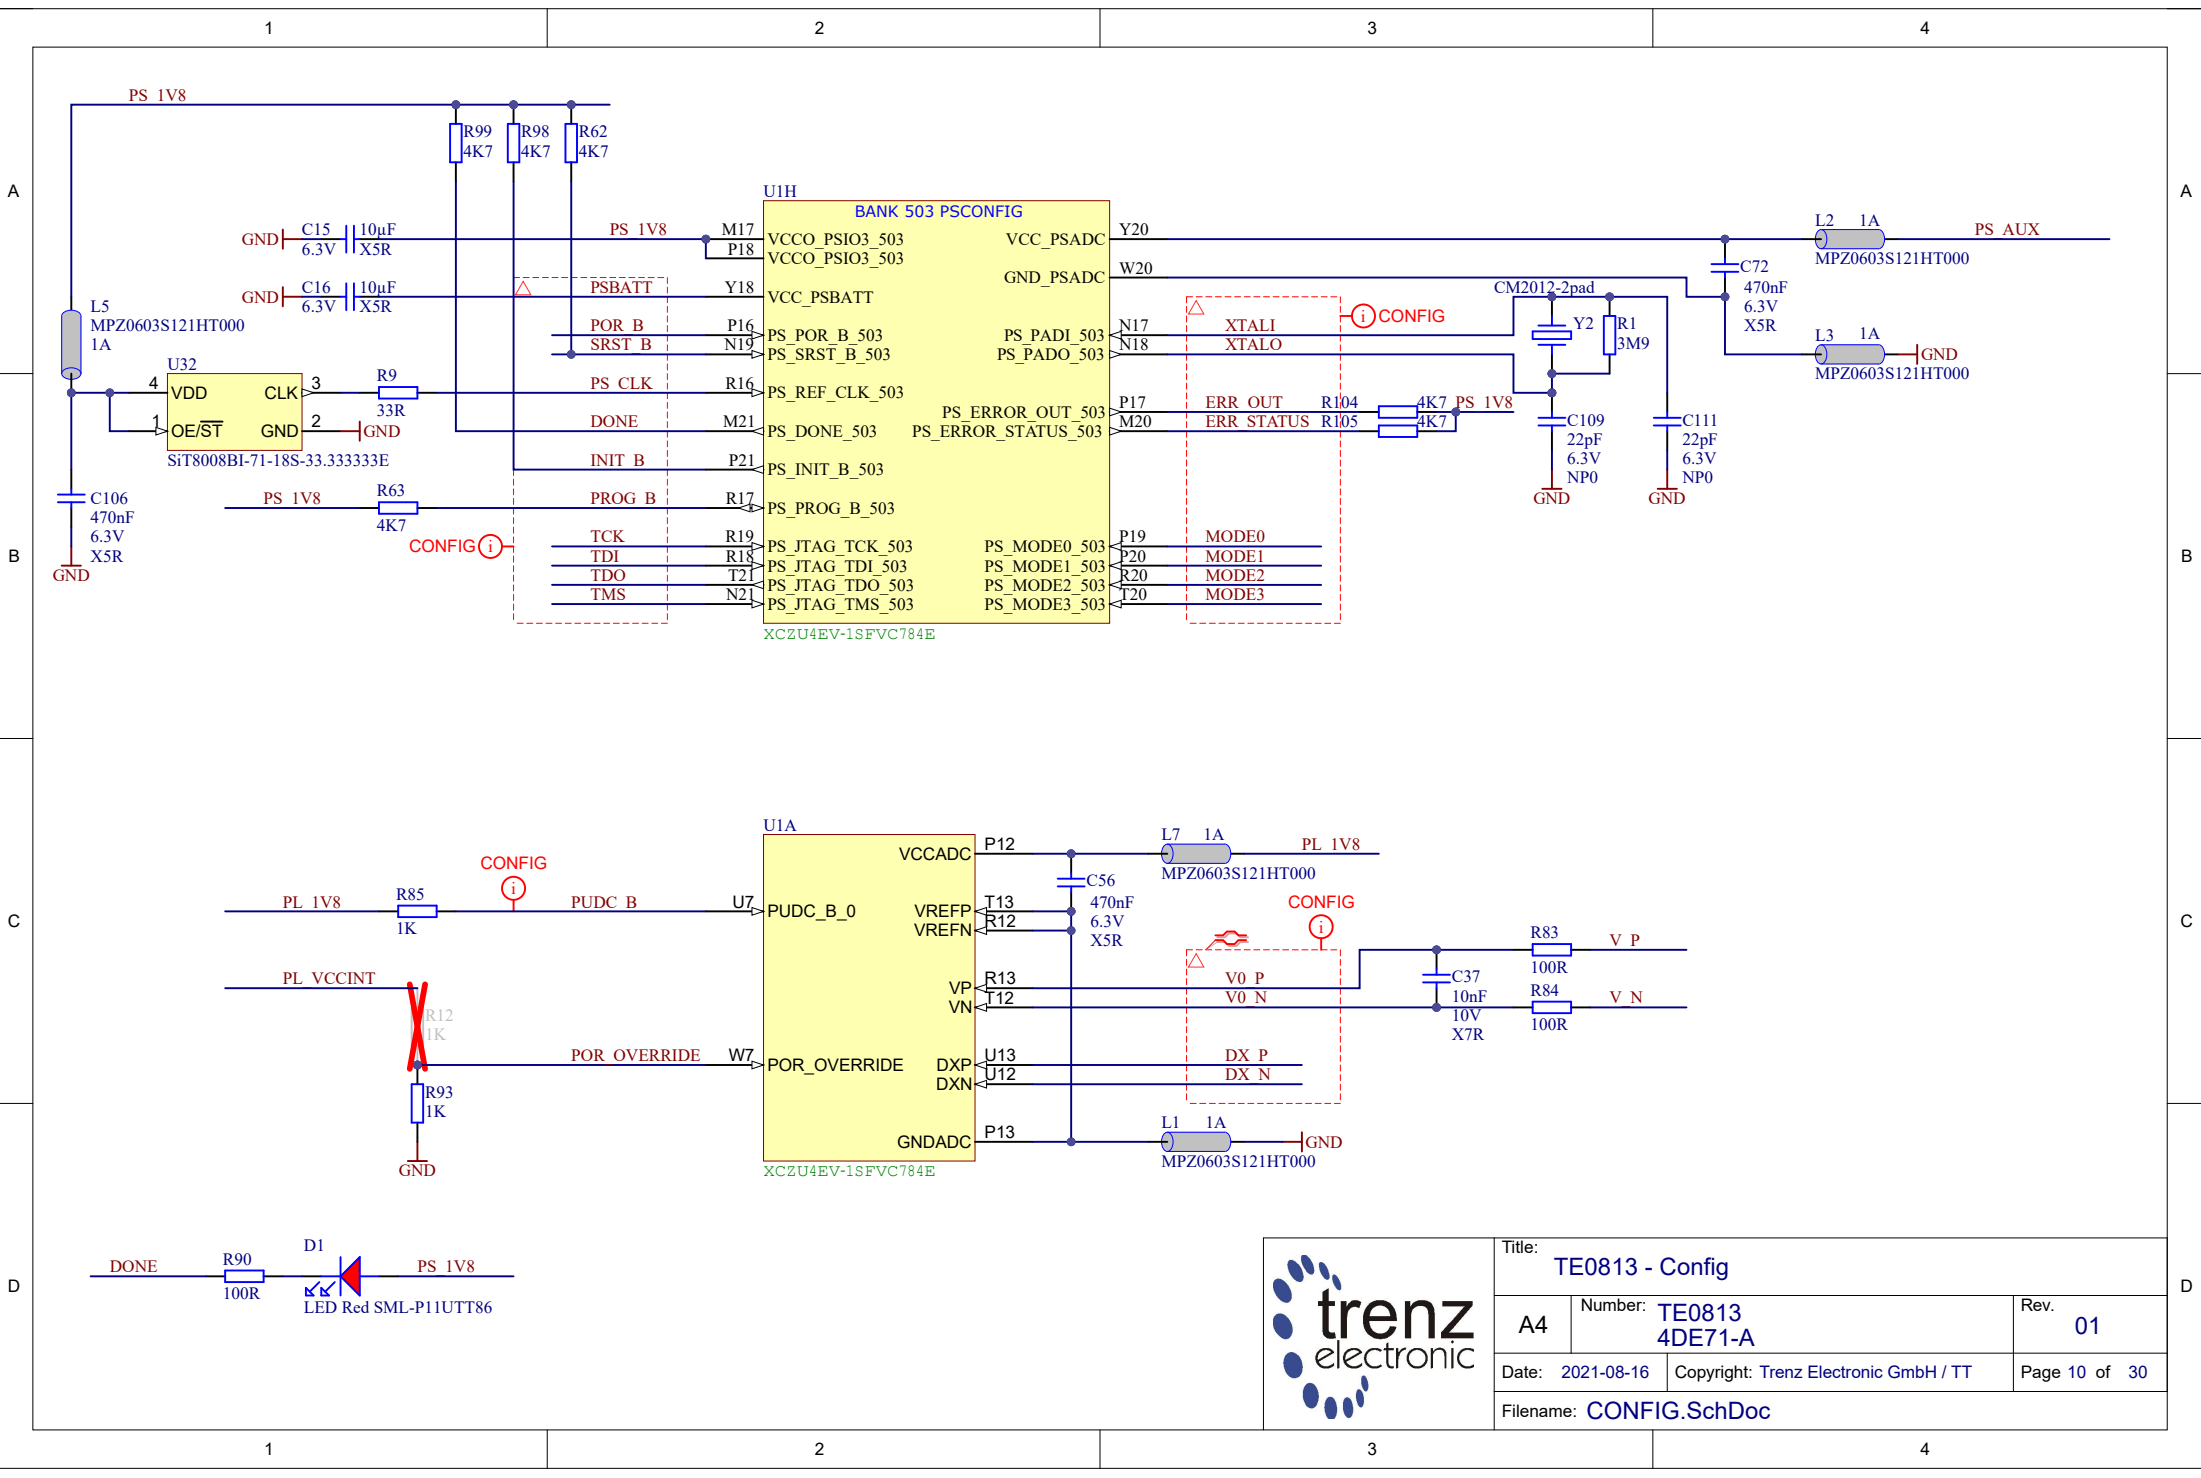 1 2 3 4
A A
B B
C C
D D
PS_1V8
R99
4K7
R98
4K7
R62
4K7
C15
6.3V
10µF
X5R
GND
PS_1V8
C16
6.3V
10µF
X5R
GND
PSBATT
L5
MPZ0603S121HT000
1A
POR_B
SRST_B
U32
4 VDD
CLK 3
1 OE/ST
GND 2
GND
SiT8008BI-71-18S-33.333333E
R9
33R
PS_CLK
DONE
INIT_B
C106
470nF
6.3V
X5R
GND
PS_1V8
R63
4K7
PROG_B
CONFIG i
TCK
TDI
TDO
TMS
U1H
BANK 503 PSCONFIG
M17 VCCO_PSIO3_503
P18 VCCO_PSIO3_503
Y18 VCC_PSBATT
P16 PS_POR_B_503
N19 PS_SRST_B_503
R16 PS_REF_CLK_503
M21 PS_DONE_503
P21 PS_INIT_B_503
R17 PS_PROG_B_503
R19 PS_JTAG_TCK_503
R18 PS_JTAG_TDI_503
T21 PS_JTAG_TDO_503
N21 PS_JTAG_TMS_503
VCC_PSADC Y20
GND_PSADC W20
PS_PADI_503 N17
PS_PADO_503 N18
PS_ERROR_OUT_503 P17
PS_ERROR_STATUS_503 M20
PS_MODE0_503 P19
PS_MODE1_503 P20
PS_MODE2_503 R20
PS_MODE3_503 T20
XCZU4EV-1SFVC784E
i CONFIG
XTALI
XTALO
ERR_OUT
ERR_STATUS
R104 4K7
R105 4K7
PS_1V8
MODE0
MODE1
MODE2
MODE3
CM2012-2pad
Y2
R1
3M9
C109
22pF
6.3V
NP0
GND
C111
22pF
6.3V
NP0
GND
C72
470nF
6.3V
X5R
L2 1A
MPZ0603S121HT000
PS_AUX
L3 1A
MPZ0603S121HT000
GND
U1A
U7 PUDC_B_0
W7 POR_OVERRIDE
VCCADC P12
VREFP T13
VREFN R12
VP R13
VN T12
DXP U13
DXN U12
GNDADC P13
XCZU4EV-1SFVC784E
CONFIG
i
PL_1V8
R85
1K
PUDC_B
PL_VCCINT
R12
1K
POR_OVERRIDE
R93
1K
GND
L7 1A
MPZ0603S121HT000
PL_1V8
C56
470nF
6.3V
X5R
CONFIG
i
V0_P
V0_N
DX_P
DX_N
C37
10nF
10V
X7R
R83
100R
V_P
R84
100R
V_N
L1 1A
MPZ0603S121HT000
GND
DONE
R90
100R
D1
PS_1V8
LED Red SML-P11UTT86
trenz
electronic
Title:
TE0813 - Config
A4
Number: TE0813
4DE71-A
Rev.
01
Date: 2021-08-16
Copyright: Trenz Electronic GmbH / TT
Page 10 of 30
Filename: CONFIG.SchDoc
1 2 3 4